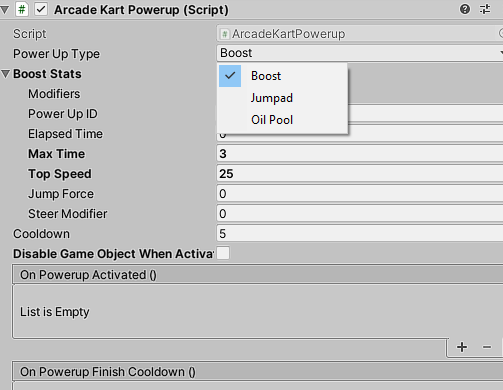 Arcade Kart Powerup (Script)
Script ArcadeKartPowerup
Power Up Type Boost
Boost Stats
Boost
Jumpad
Oil Pool
Modifiers
Power Up ID
Elapsed Time
Max Time 3
Top Speed 25
Jump Force 0
Steer Modifier 0
Cooldown 5
Disable Game Object When Activa
On Powerup Activated ()
List is Empty
On Powerup Finish Cooldown ()